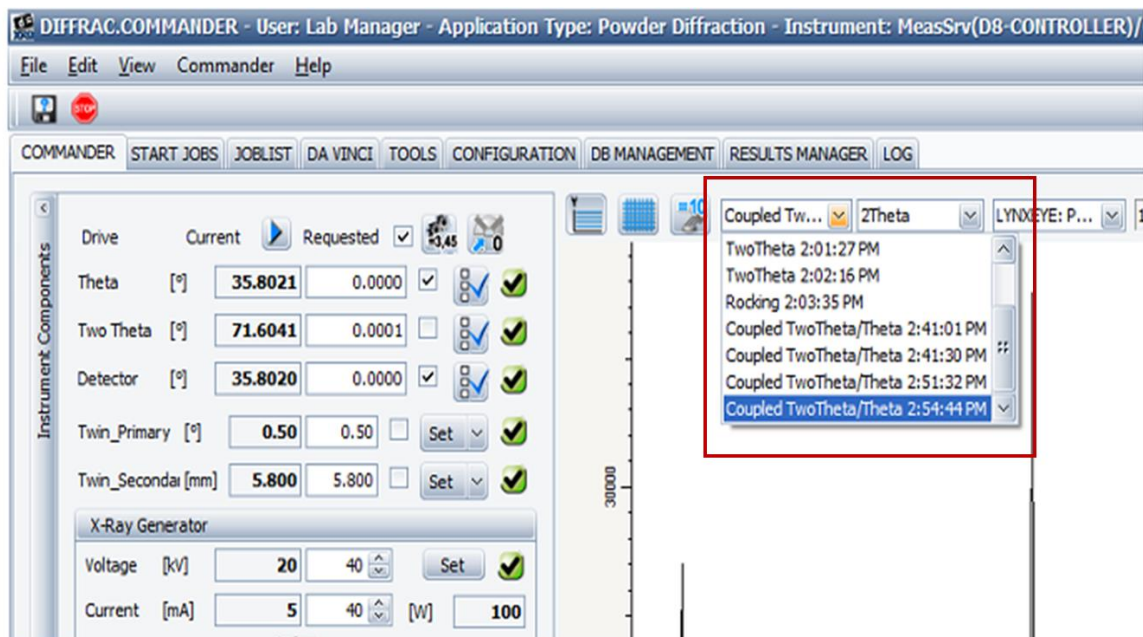 DIFFRAC.COMMANDER - User: Lab Manager - Application Type: Powder Diffraction - Instrument: MeasSrv(D8-CONTROLLER)/
File Edit View Commander Help
STOP
COMMANDER START JOBS JOBLIST DA VINCI TOOLS CONFIGURATION DB MANAGEMENT RESULTS MANAGER LOG
Instrument Components
Drive Current Requested =3,45 0
Theta [°] 35.8021 0.0000
Two Theta [°] 71.6041 0.0001
Detector [°] 35.8020 0.0000
Twin_Primary [°] 0.50 0.50 Set
Twin_Secondar [mm] 5.800 5.800 Set
X-Ray Generator
Voltage [kV] 20 40 Set
Current [mA] 5 40 [W] 100
=10 Coupled Tw... 2Theta LYNXEYE: P... 1
TwoTheta 2:01:27 PM
TwoTheta 2:02:16 PM
Rocking 2:03:35 PM
Coupled TwoTheta/Theta 2:41:01 PM
Coupled TwoTheta/Theta 2:41:30 PM
Coupled TwoTheta/Theta 2:51:32 PM
Coupled TwoTheta/Theta 2:54:44 PM
30000